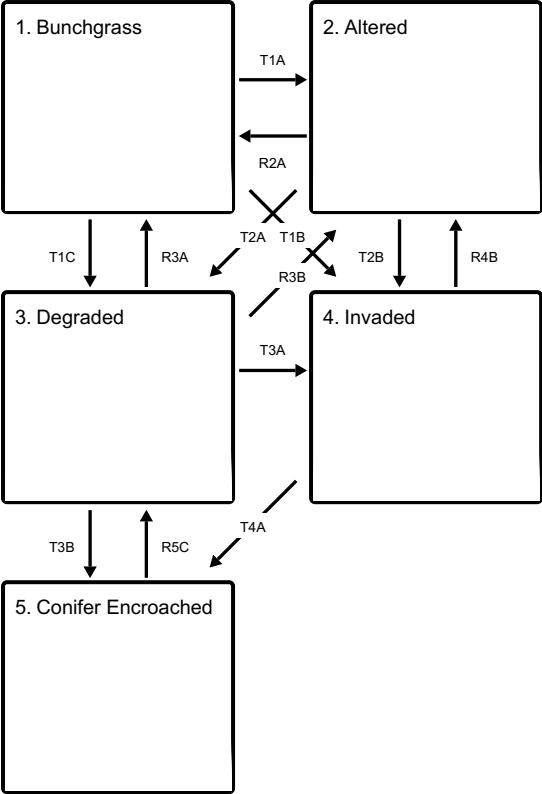 1. Bunchgrass
2. Altered
T1A
R2A
T2A
T1B
T1C
R3A
R3B
T2B
R4B
3. Degraded
4. Invaded
T3A
T4A
T3B
R5C
5. Conifer Encroached